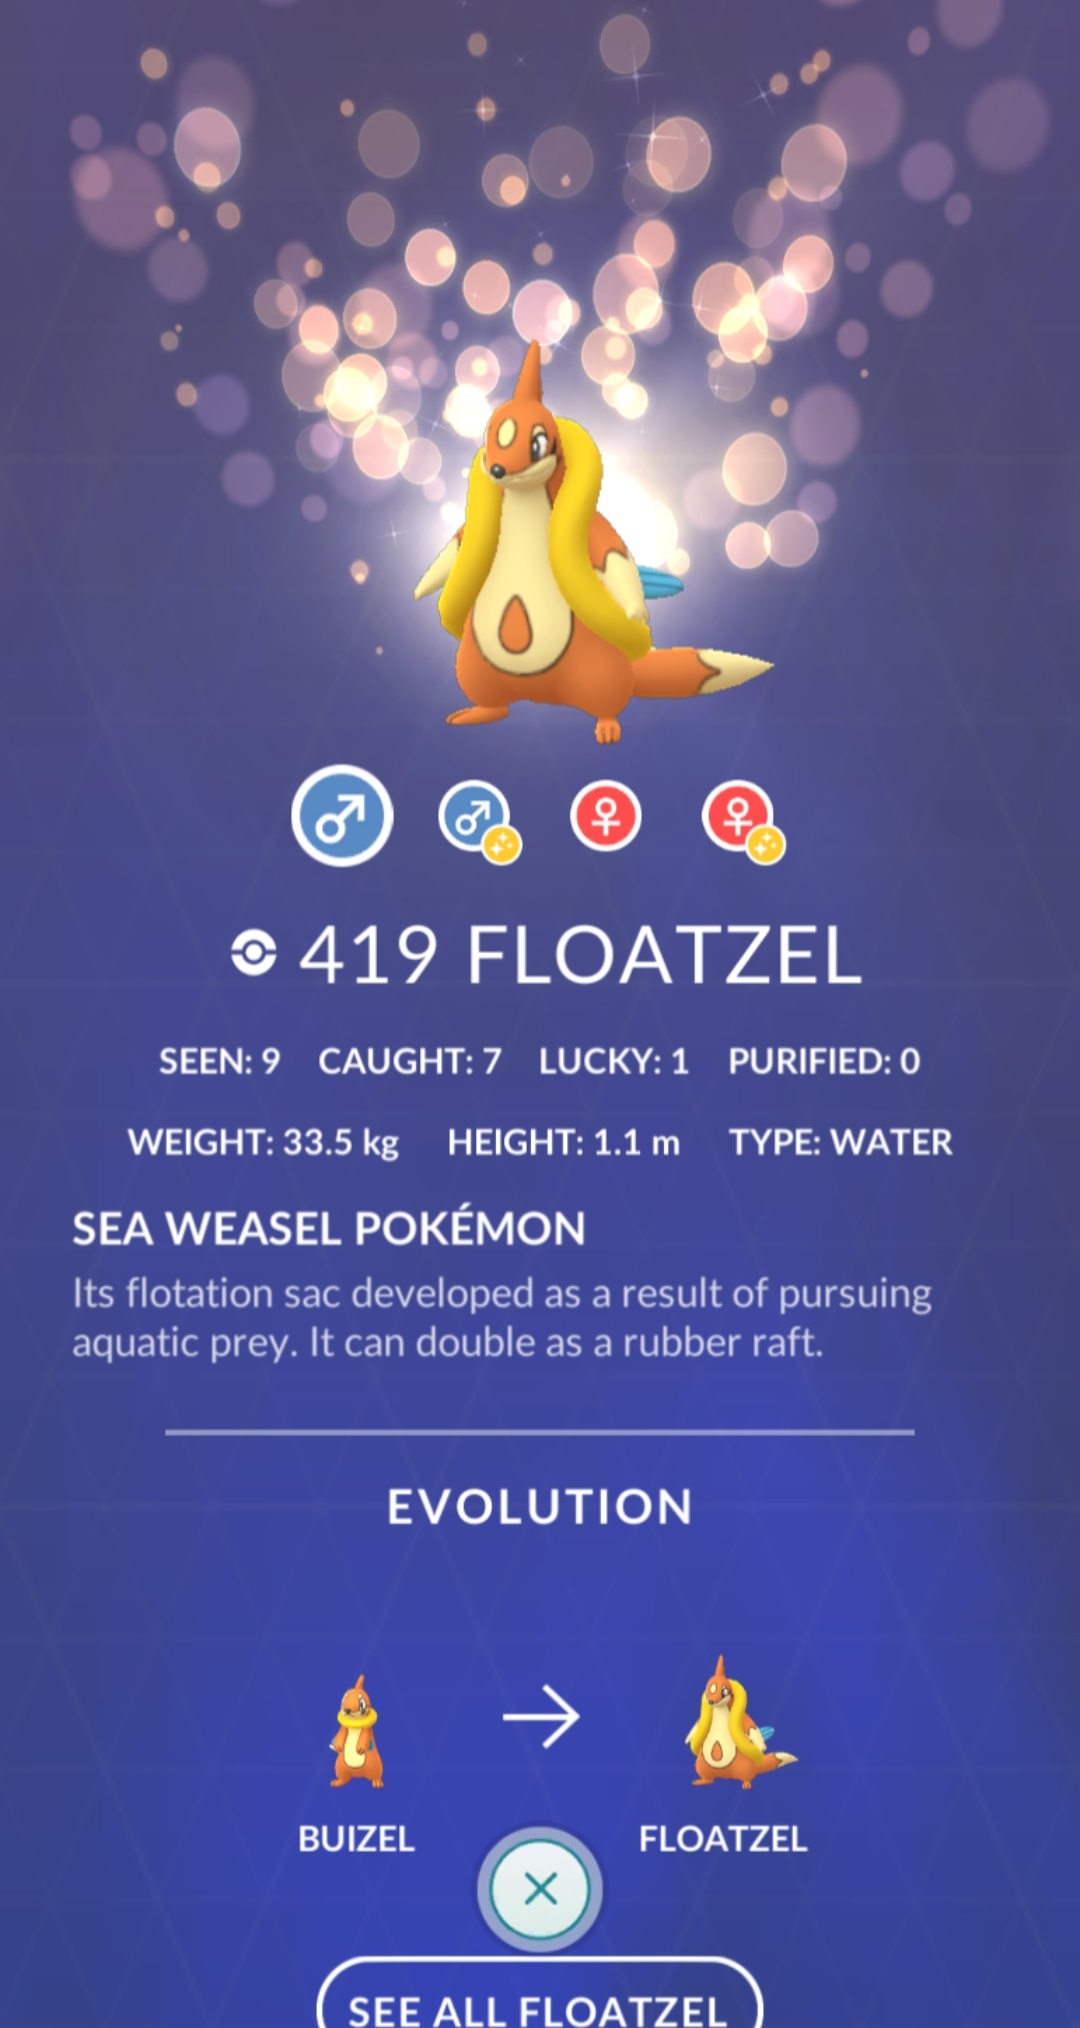 419 FLOATZEL
SEEN: 9 CAUGHT: 7 LUCKY: 1 PURIFIED: 0
WEIGHT: 33.5 kg HEIGHT: 1.1 m TYPE: WATER
SEA WEASEL POKÉMON
Its flotation sac developed as a result of pursuing
aquatic prey. It can double as a rubber raft.
EVOLUTION
BUIZEL FLOATZEL
SEE ALL FLOATZEL